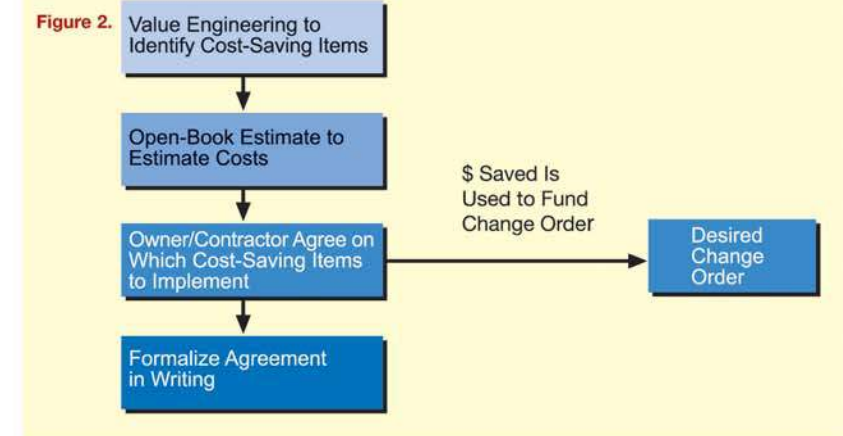 Figure 2.
Value Engineering to
Identify Cost-Saving Items
Open-Book Estimate to
Estimate Costs
Owner/Contractor Agree on
Which Cost-Saving Items
to Implement
$ Saved Is
Used to Fund
Change Order
Desired
Change
Order
Formalize Agreement
in Writing